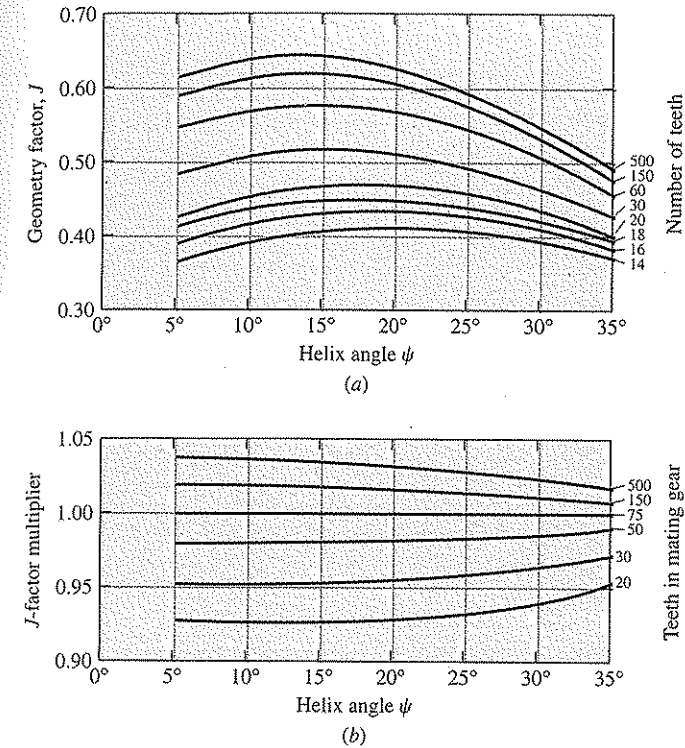 0.70
0.60
0.50
0.40
0.30
Geometry factor, J
0° 5° 10° 15° 20° 25° 30° 35°
Helix angle ψ
(a)
500
150
60
30
20
18
16
14
Number of teeth
1.05
1.00
0.95
0.90
J-factor multiplier
0° 5° 10° 15° 20° 25° 30° 35°
Helix angle ψ
(b)
500
150
75
50
30
20
Teeth in mating gear